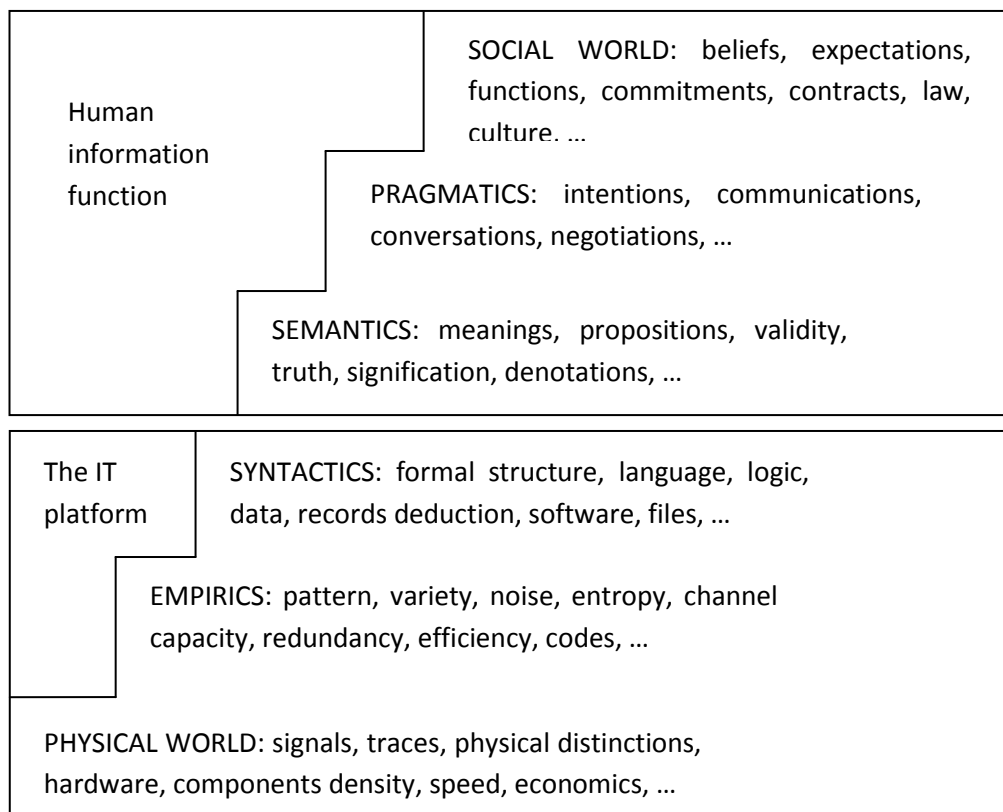 SOCIAL WORLD: beliefs, expectations,
functions, commitments, contracts, law,
culture, ...
Human
information
function
PRAGMATICS: intentions, communications,
conversations, negotiations, ...
SEMANTICS: meanings, propositions, validity,
truth, signification, denotations, ...
The IT
platform
SYNTACTICS: formal structure, language, logic,
data, records deduction, software, files, ...
EMPIRICS: pattern, variety, noise, entropy, channel
capacity, redundancy, efficiency, codes, ...
PHYSICAL WORLD: signals, traces, physical distinctions,
hardware, components density, speed, economics, ...